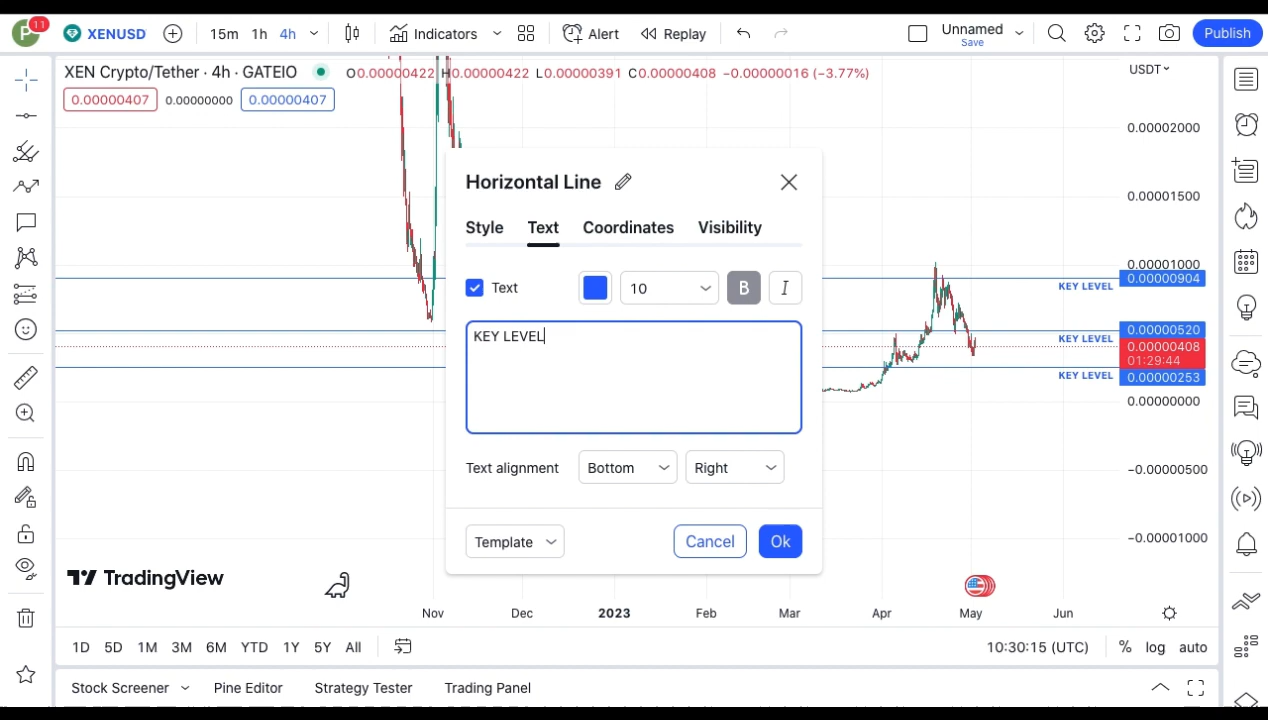 P 11 XENUSD 15m 1h 4h Indicators Alert Replay Unnamed Save Publish
XEN Crypto/Tether · 4h · GATEIO O0.00000422 H0.00000422 L0.00000391 C0.00000408 −0.00000016 (−3.77%) USDT
0.00000407 0.00000000 0.00000407
0.00002000
Horizontal Line
0.00001500
Style Text Coordinates Visibility
0.00001000
0.00000904
Text 10 B I
KEY LEVEL
0.00000520
KEY LEVEL
KEY LEVEL
0.00000408
01:29:44
KEY LEVEL
0.00000253
0.00000000
Text alignment Bottom Right
−0.00000500
Template Cancel Ok
−0.00001000
TradingView
Nov Dec 2023 Feb Mar Apr May Jun
1D 5D 1M 3M 6M YTD 1Y 5Y All 10:30:15 (UTC) % log auto
Stock Screener Pine Editor Strategy Tester Trading Panel